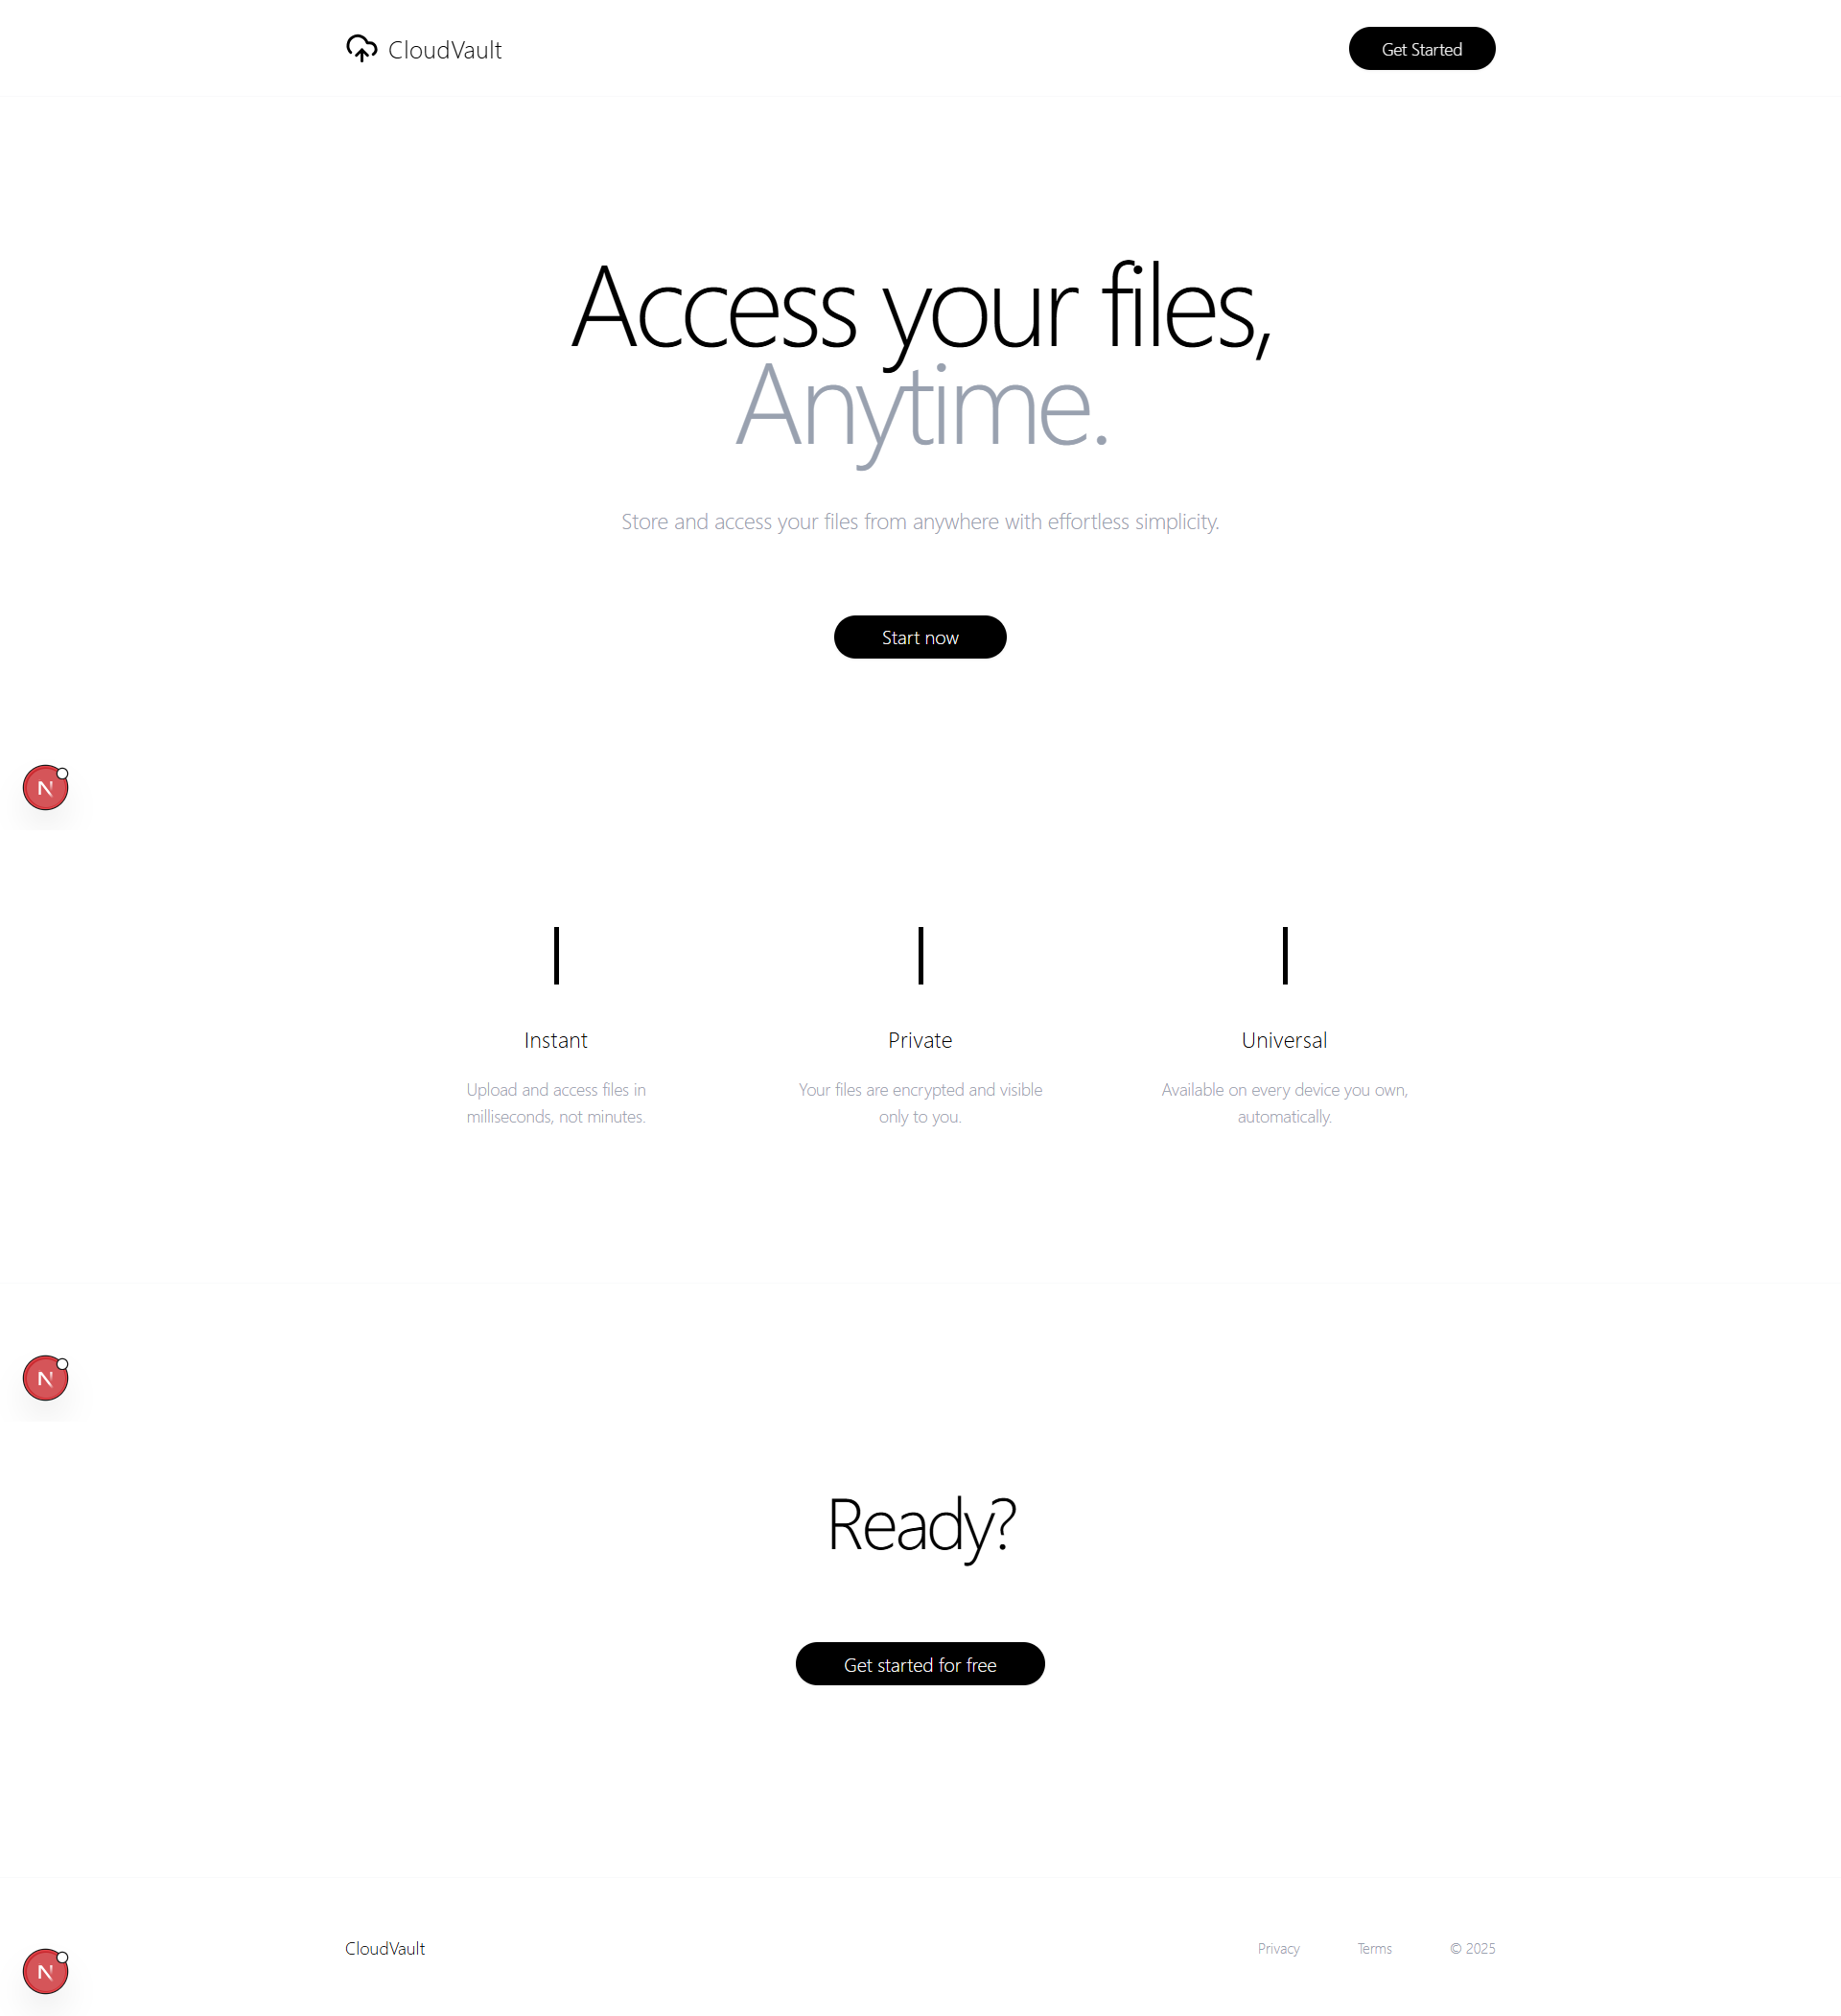 CloudVault
Get Started
Access your files,
Anytime.
Store and access your files from anywhere with effortless simplicity.
Start now
N
Instant
Private
Universal
Upload and access files in
milliseconds, not minutes.
Your files are encrypted and visible
only to you.
Available on every device you own,
automatically.
N
Ready?
Get started for free
CloudVault
Privacy
Terms
© 2025
N